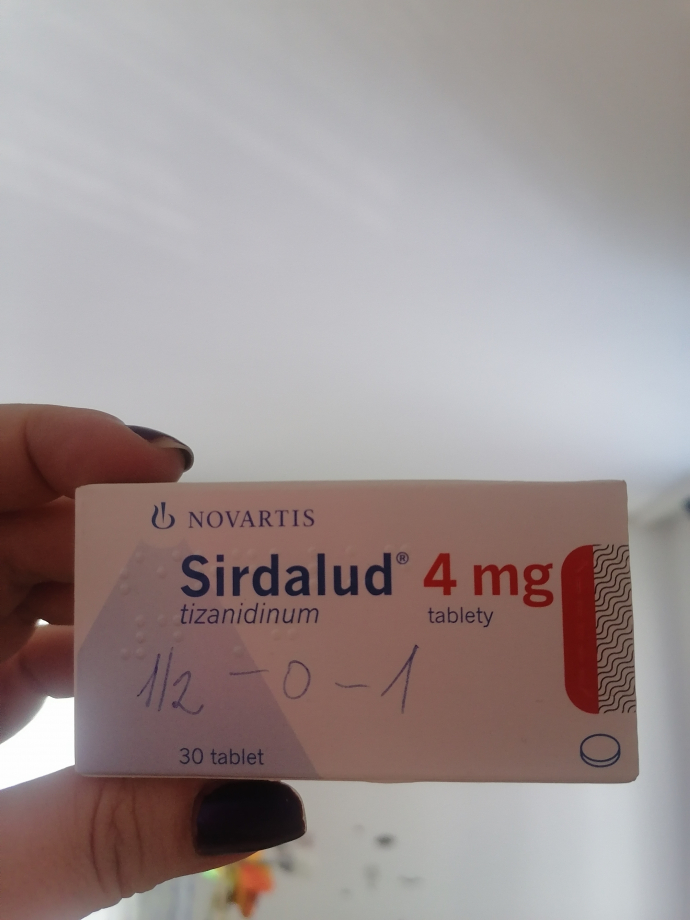 NOVARTIS
Sirdalud® 4 mg
tizanidinum tablety
1/2 - 0 - 1
30 tablet